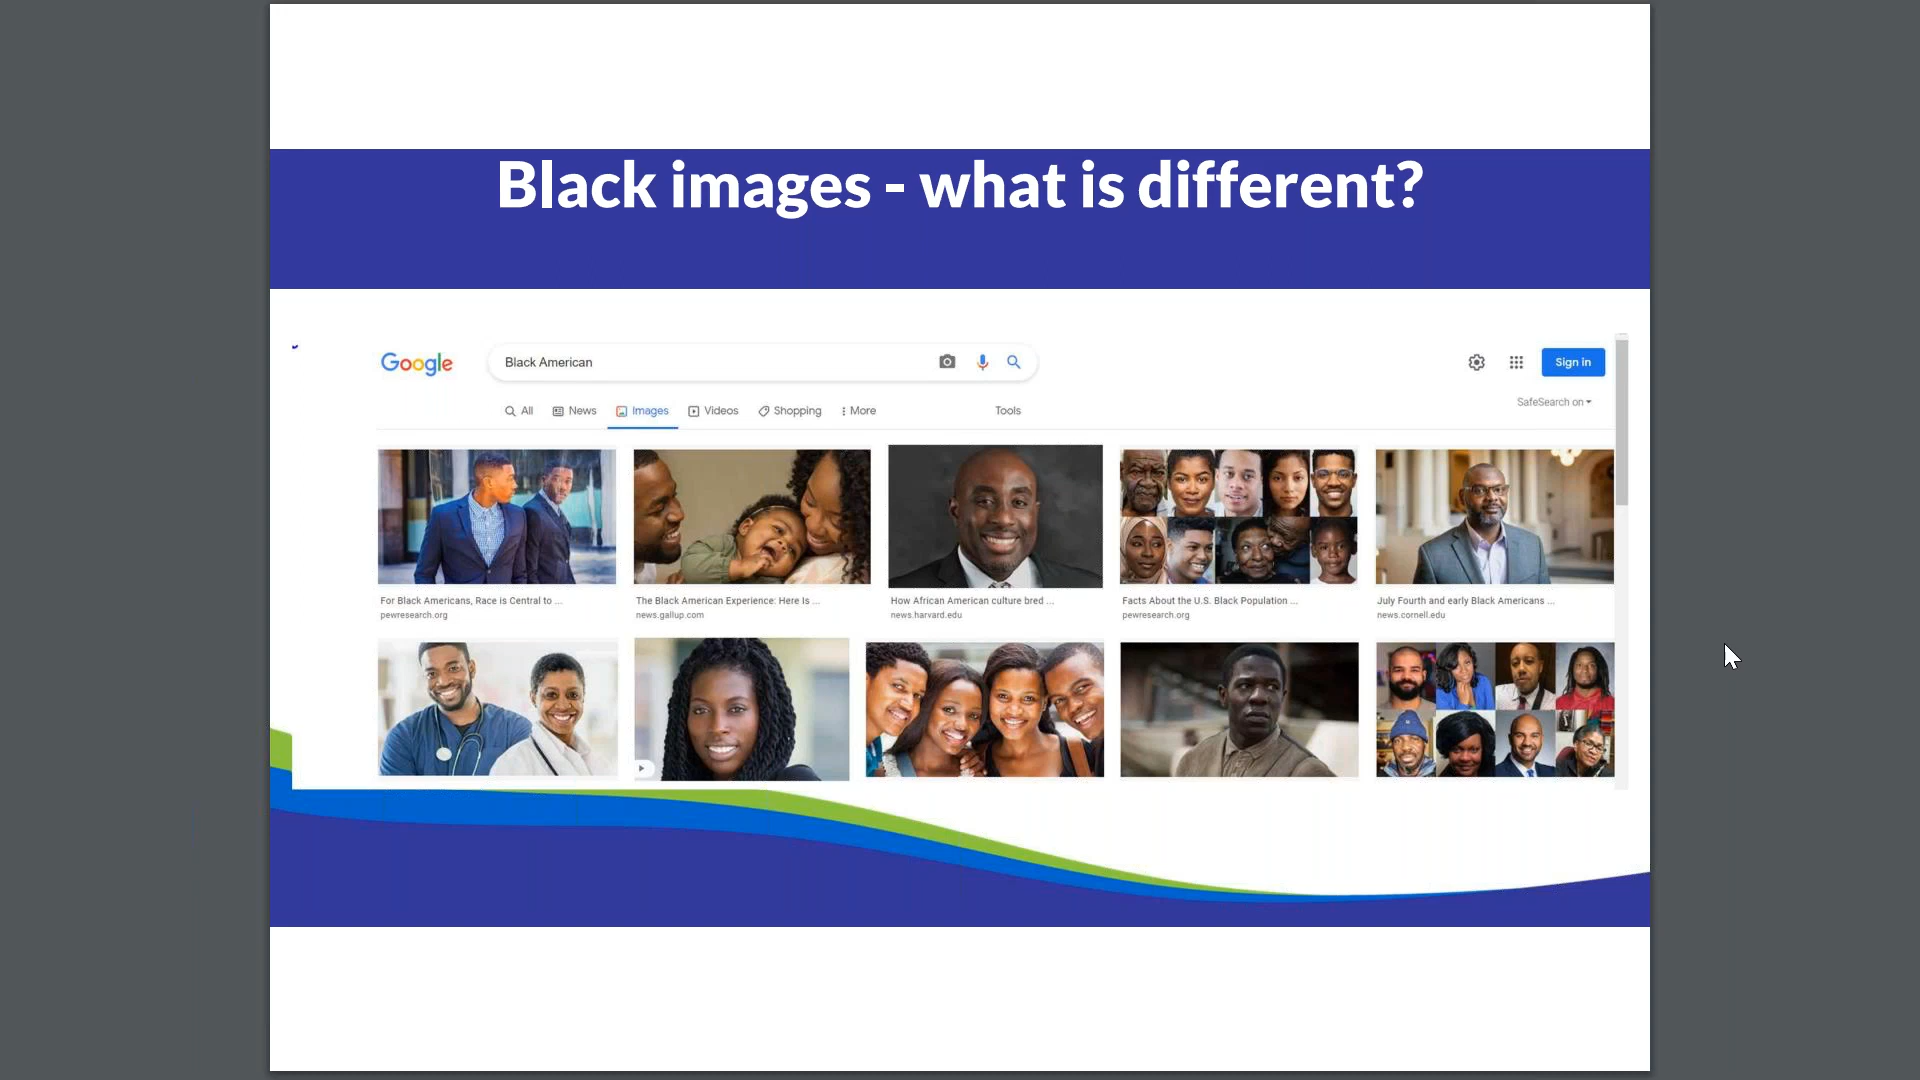 Black images - what is different?
Google
Black American
Sign in
All News Images Videos Shopping More Tools
SafeSearch on
For Black Americans, Race is Central to ...
pewresearch.org
The Black American Experience: Here Is ...
news.gallup.com
How African American culture bred ...
news.harvard.edu
Facts About the U.S. Black Population ...
pewresearch.org
July Fourth and early Black Americans ...
news.cornell.edu